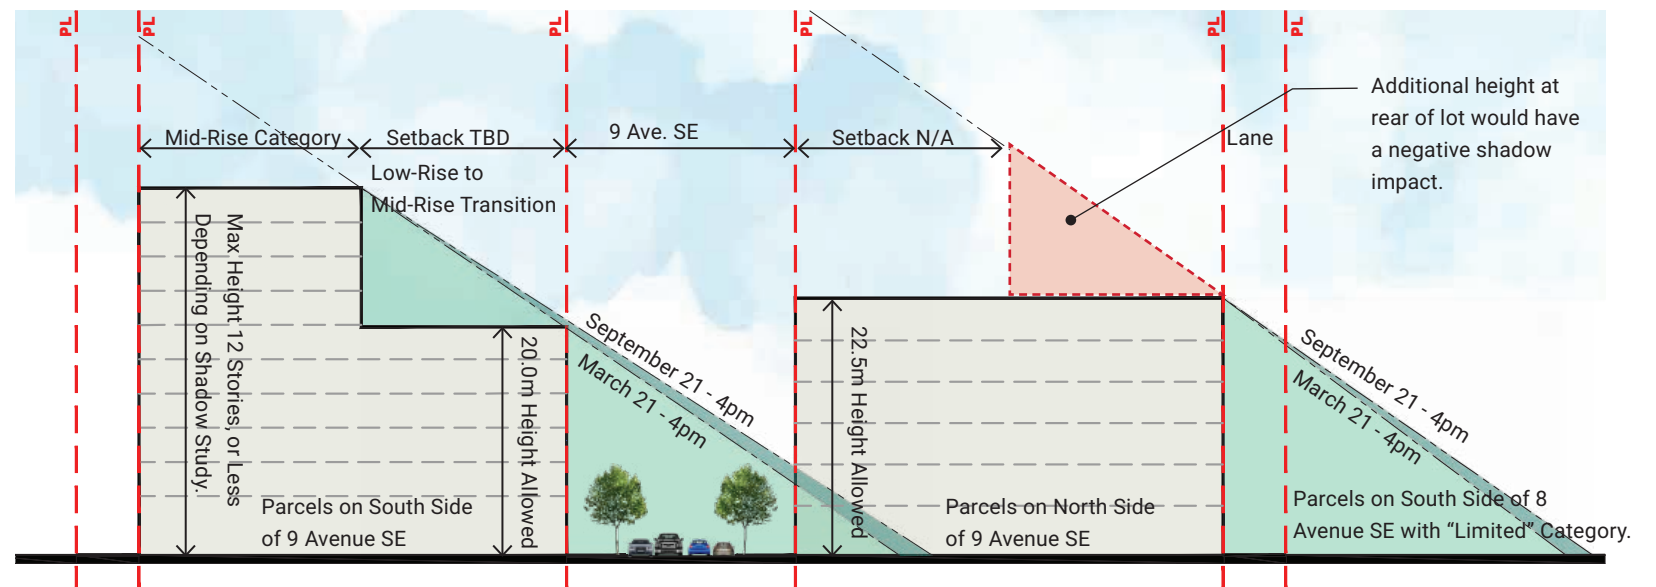 PL
PL
PL
PL
PL
PL
Additional height at
rear of lot would have
a negative shadow
impact.
Mid-Rise Category
Setback TBD
9 Ave. SE
Setback N/A
Lane
Low-Rise to
Mid-Rise Transition
Max Height 12 Stories, or Less
Depending on Shadow Study.
20.0m Height Allowed
September 21 - 4pm
March 21 - 4pm
22.5m Height Allowed
September 21 - 4pm
March 21 - 4pm
Parcels on South Side
of 9 Avenue SE
Parcels on North Side
of 9 Avenue SE
Parcels on South Side of 8
Avenue SE with “Limited” Category.